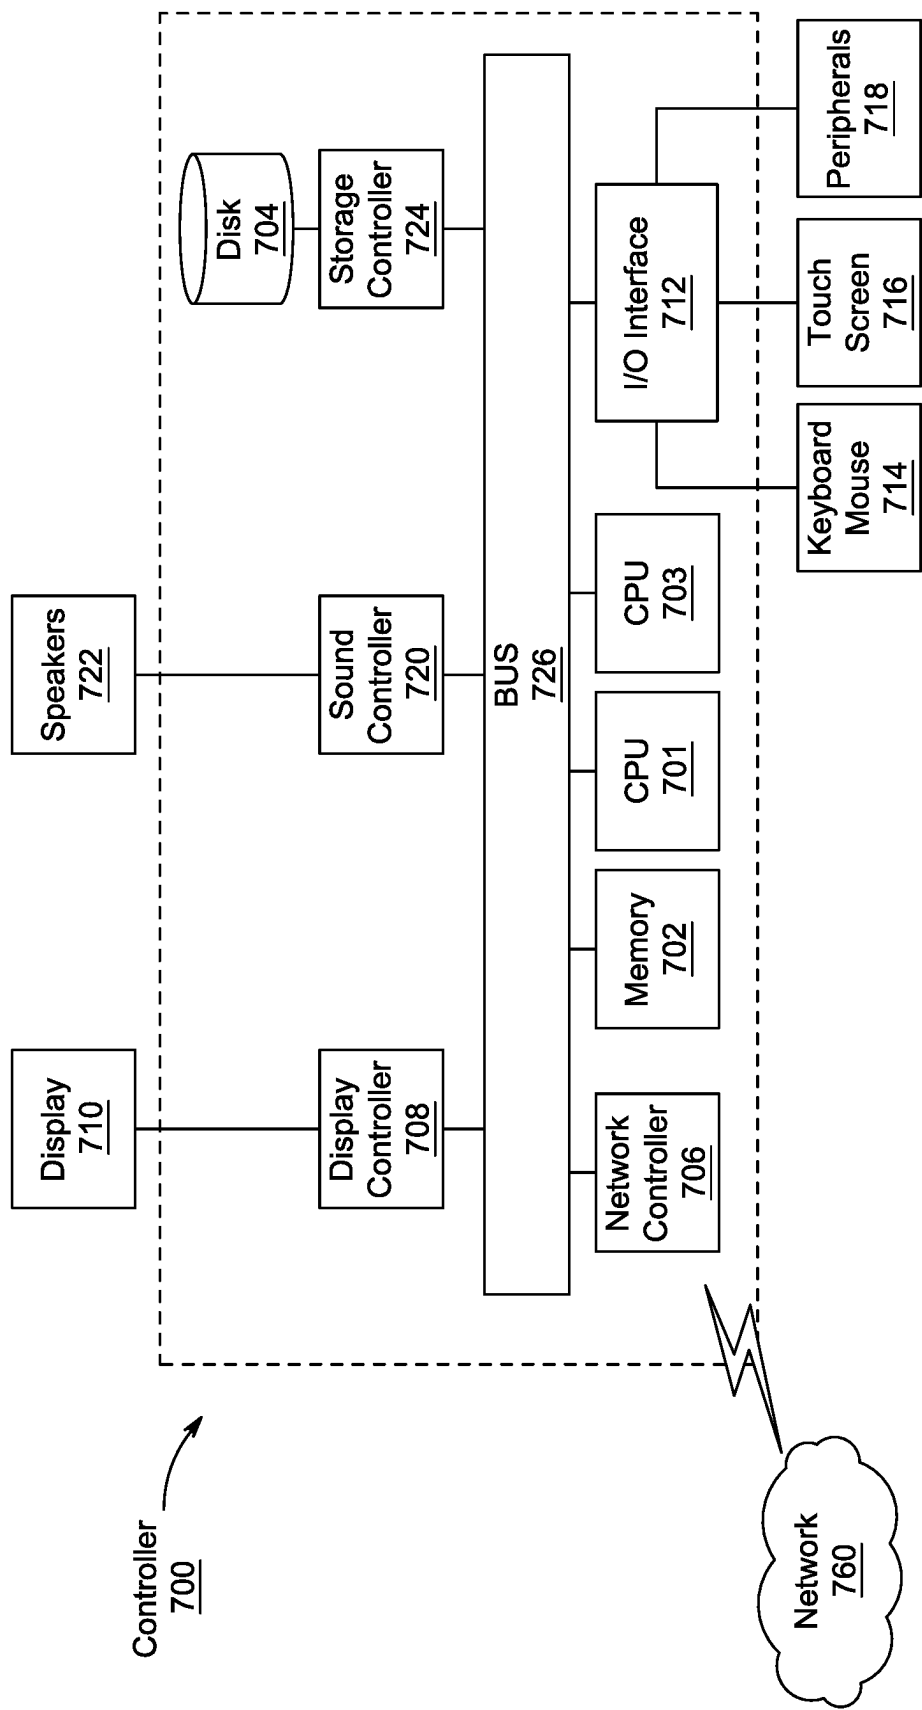 Controller
700
Display
710
Speakers
722
Disk
704
Display
Controller
708
Sound
Controller
720
Storage
Controller
724
BUS
726
Network
Controller
706
Memory
702
CPU
701
CPU
703
I/O Interface
712
Network
760
Keyboard
Mouse
714
Touch
Screen
716
Peripherals
718